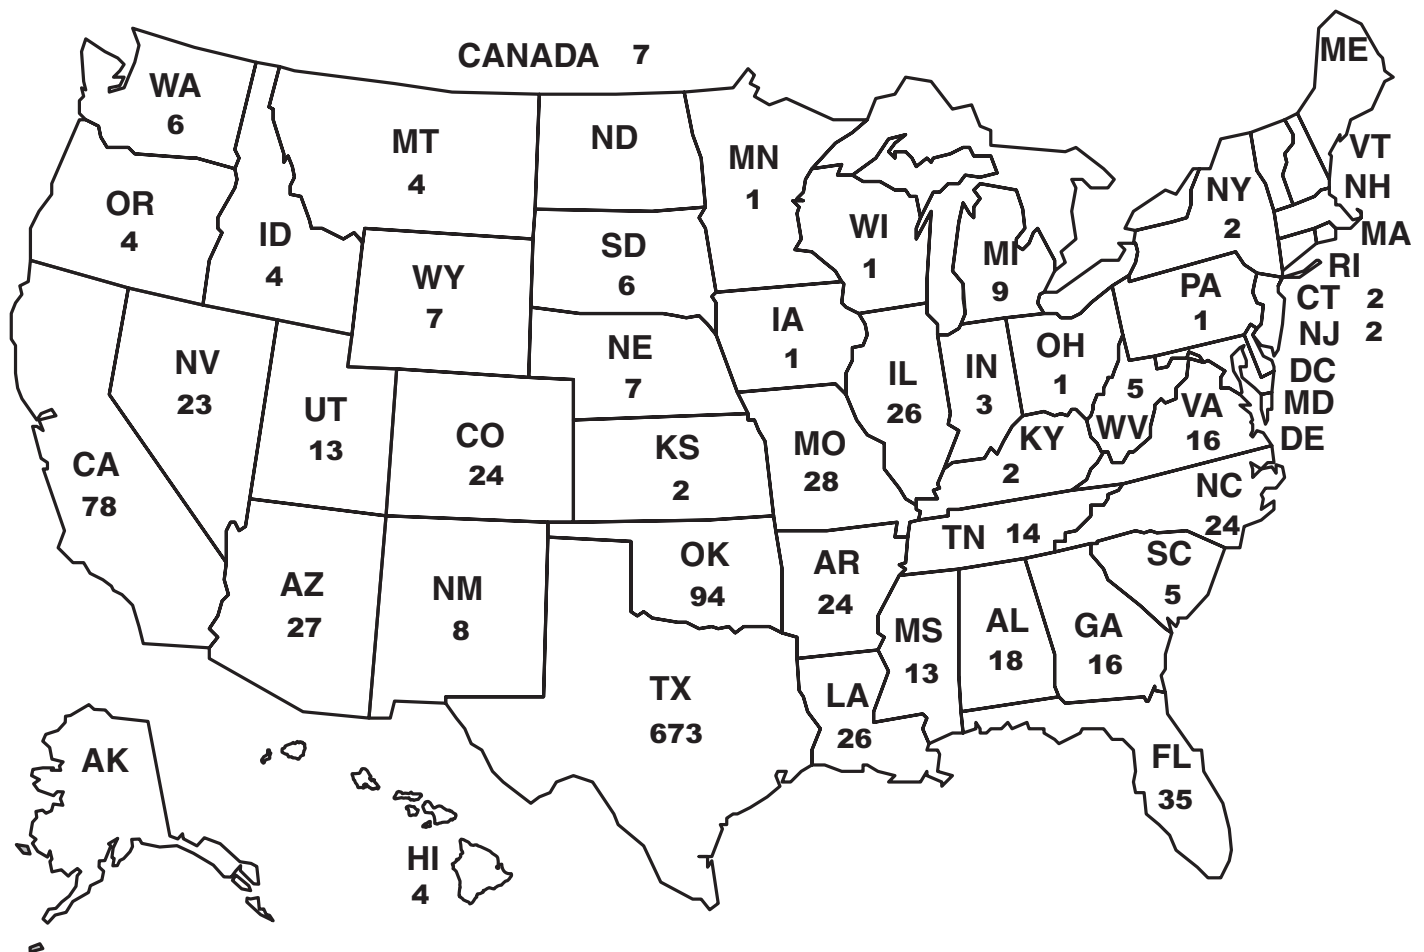 CANADA 7
ME
WA
6
MT
4
ND
MN
1
VT
NH
OR
4
ID
4
NY
2
WI
1
MA
SD
6
MI
9
RI
WY
7
PA
1
CT 2
NJ 2
IA
1
NE
7
OH
1
NV
23
IL
26
IN
3
DC
5
WV
MD
UT
13
VA
16
DE
CO
24
KS
2
MO
28
KY
2
CA
78
NC
24
TN 14
OK
94
AR
24
SC
5
AZ
27
NM
8
MS
13
AL
18
GA
16
TX
673
LA
26
FL
35
AK
HI
4